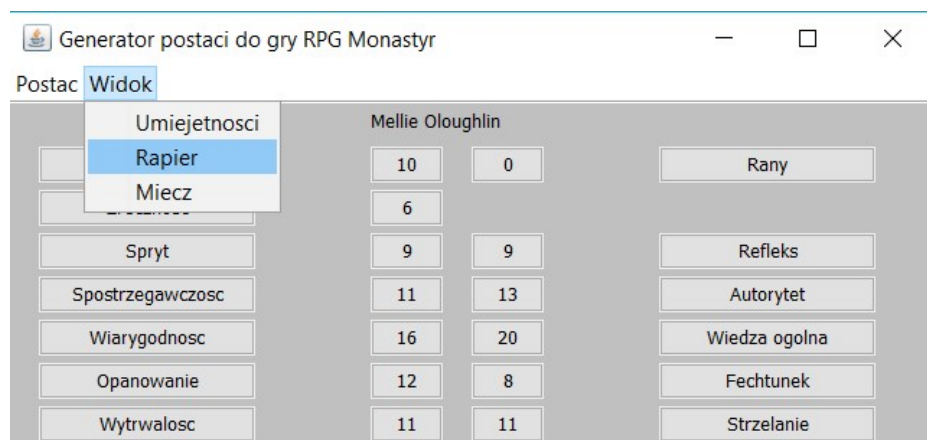 Generator postaci do gry RPG Monastyr
Postac Widok
Umiejetnosci
Rapier
Miecz
Mellie Oloughlin
10 0 Rany
6
Spryt 9 9 Refleks
Spostrzegawczosc 11 13 Autorytet
Wiarygodnosc 16 20 Wiedza ogolna
Opanowanie 12 8 Fechtunek
Wytrwalosc 11 11 Strzelanie